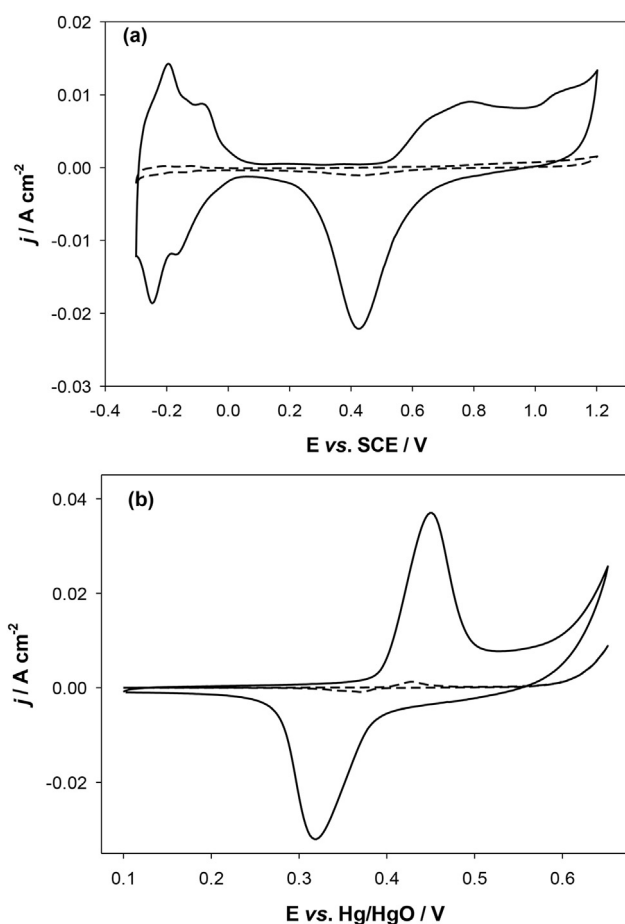 (a)
0.02
0.01
0.00
-0.01
-0.02
-0.03
j / A cm-2
-0.4 -0.2 0.0 0.2 0.4 0.6 0.8 1.0 1.2
E vs. SCE / V
(b)
0.04
0.02
0.00
-0.02
j / A cm-2
0.1 0.2 0.3 0.4 0.5 0.6
E vs. Hg/HgO / V